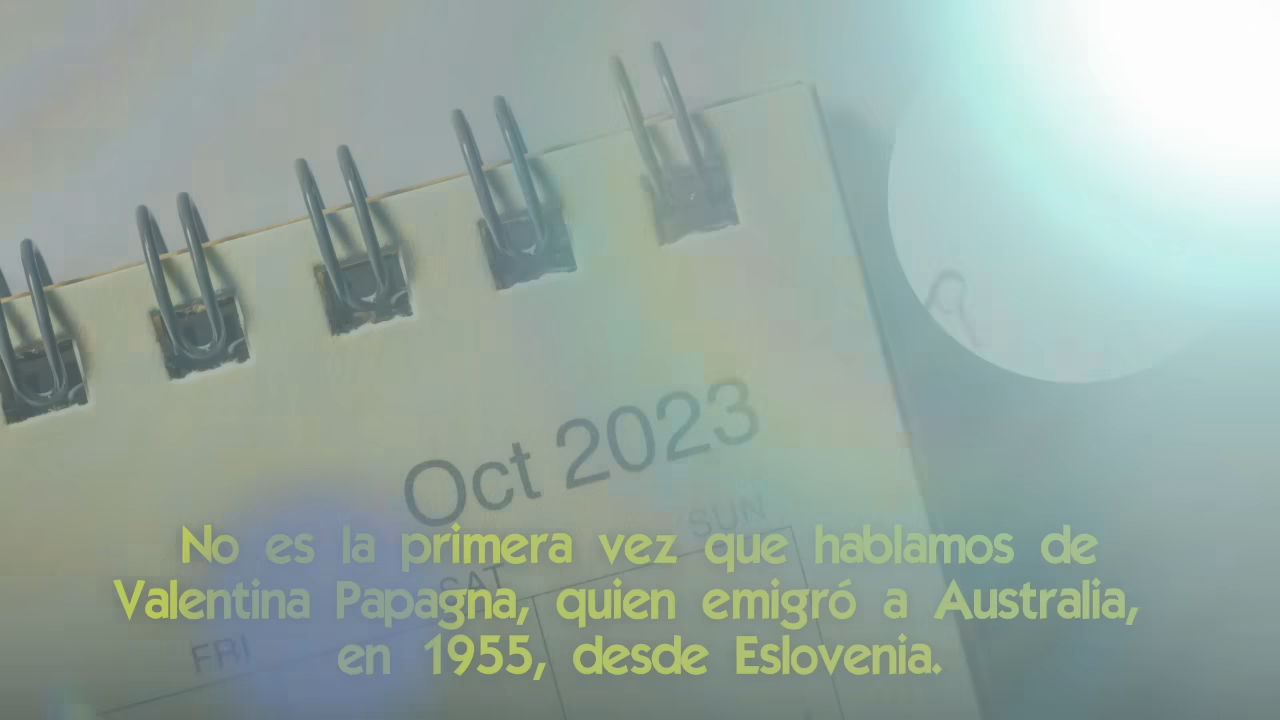 Oct 2023
SUN
SAT
FRI
No es la primera vez que hablamos de
Valentina Papagna, quien emigró a Australia,
en 1955, desde Eslovenia.